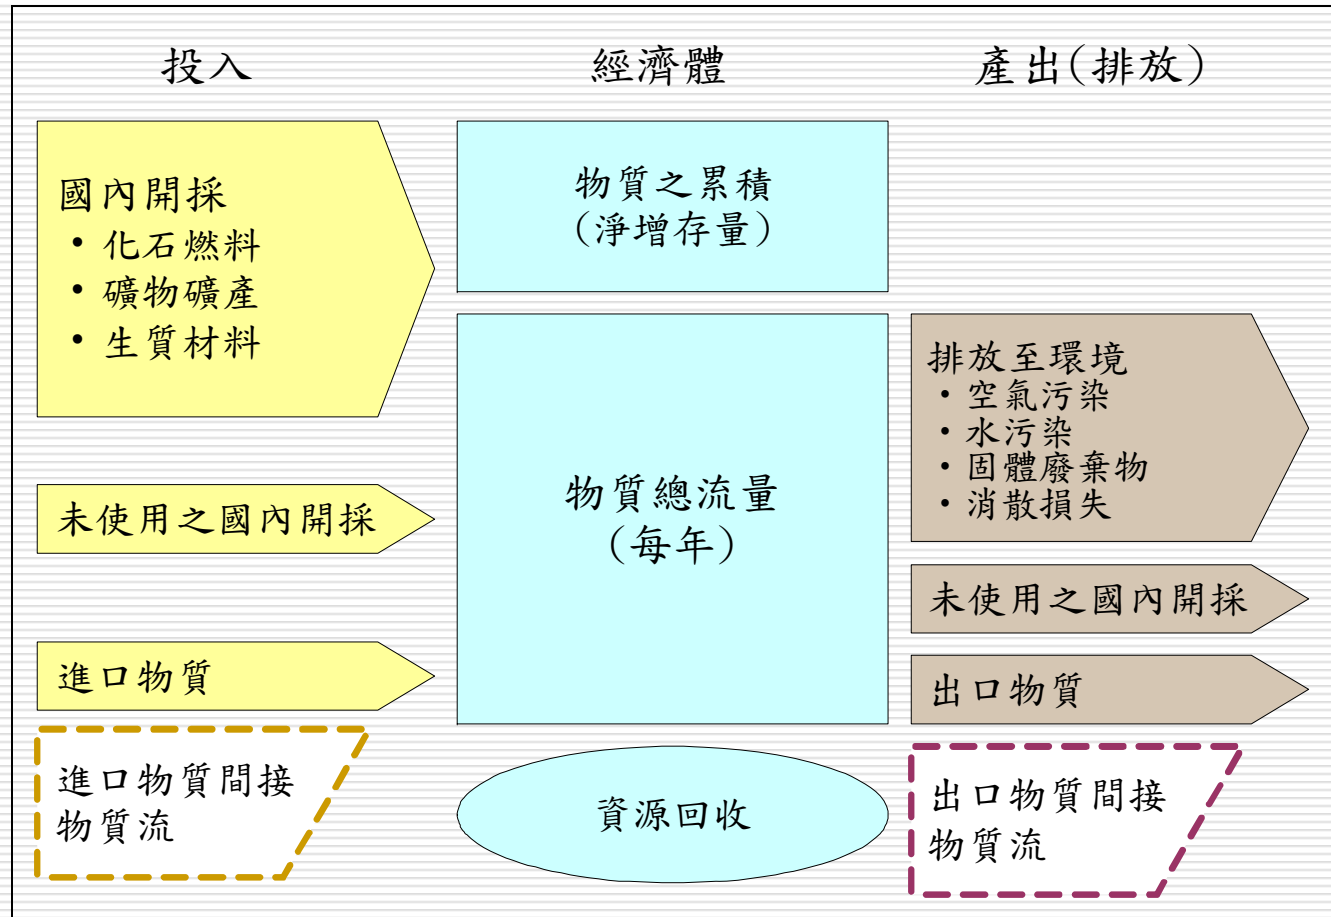 投入
經濟體
產出(排放)
國內開採
• 化石燃料
• 礦物礦產
• 生質材料
未使用之國內開採
進口物質
進口物質間接
物質流
物質之累積
(淨增存量)
物質總流量
(每年)
資源回收
排放至環境
• 空氣污染
• 水污染
• 固體廢棄物
• 消散損失
未使用之國內開採
出口物質
出口物質間接
物質流